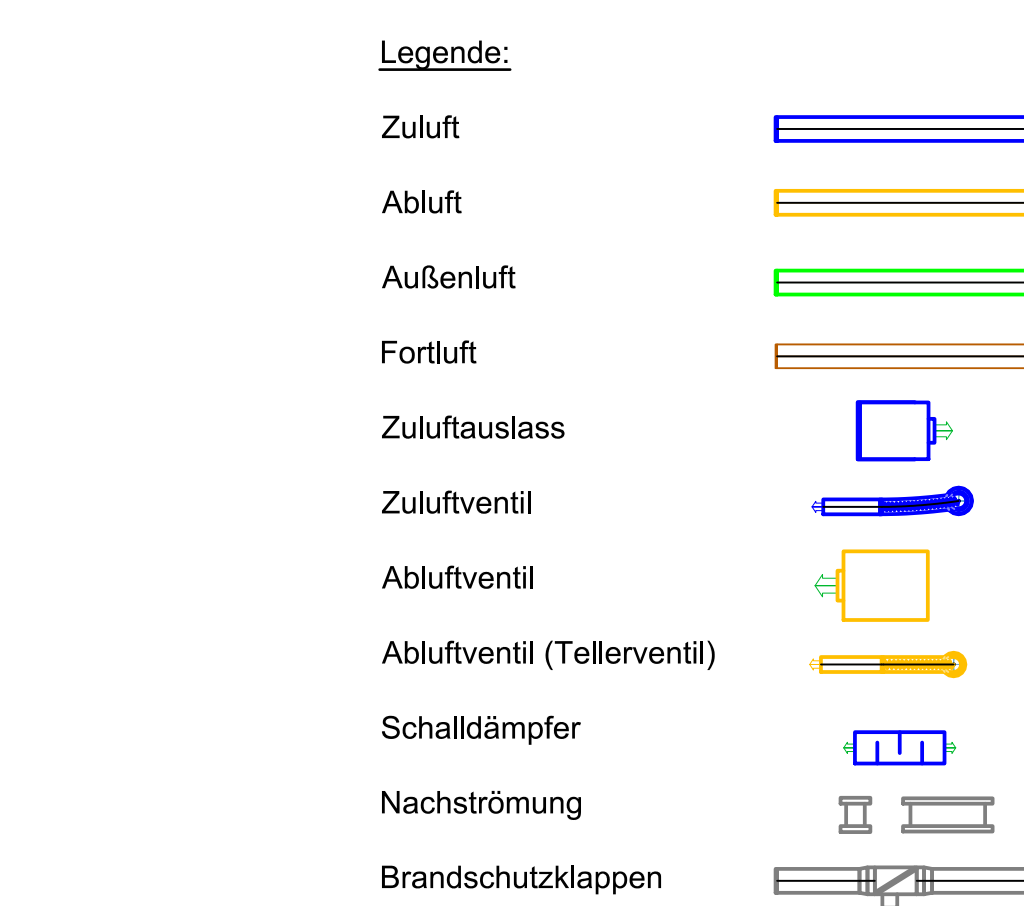 Legende:
Zuluft
Abluft
Außenluft
Fortluft
Zuluftauslass
Zuluftventil
Abluftventil
Abluftventil (Tellerventil)
Schalldämpfer
Nachströmung
Brandschutzklappen